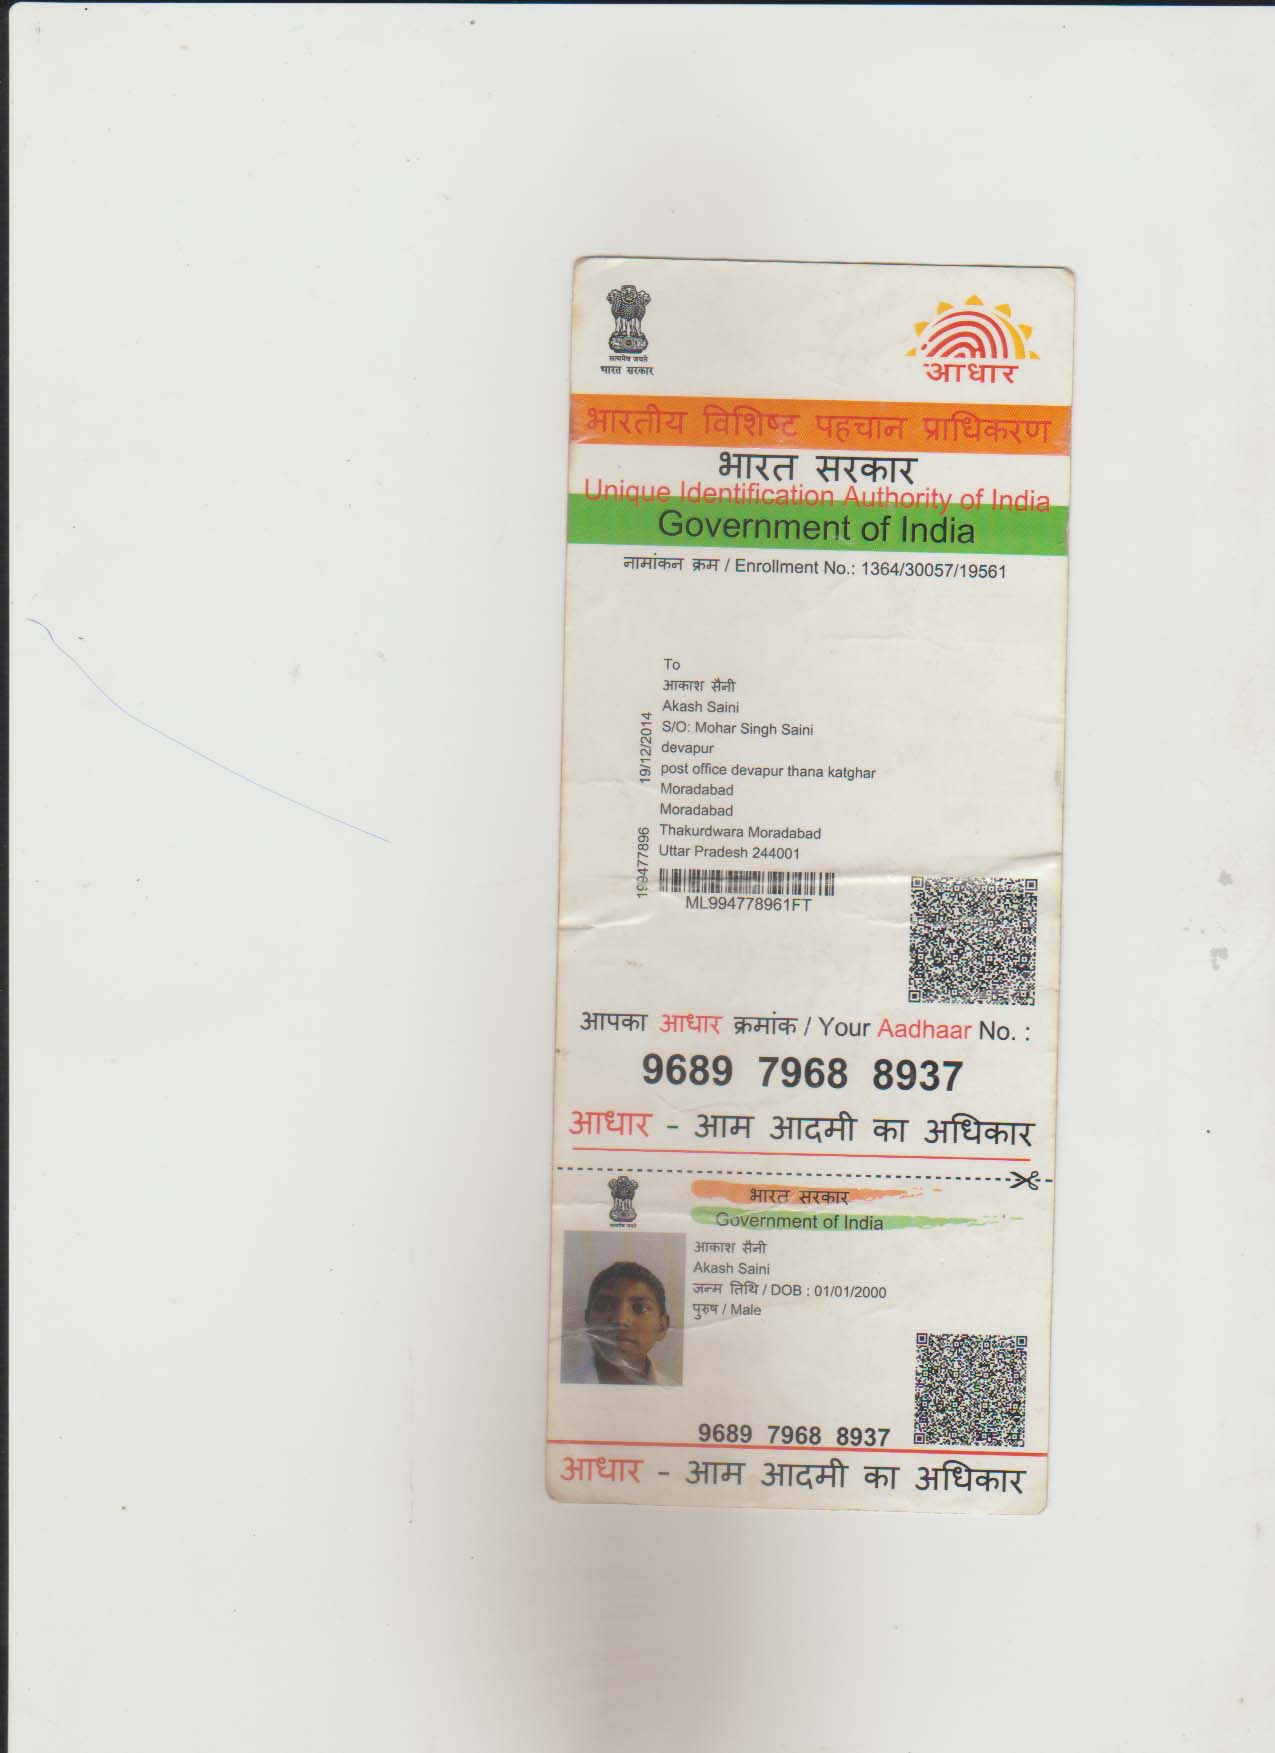 सत्यमेव जयते
भारत सरकार
आधार
भारतीय विशिष्ट पहचान प्राधिकरण
भारत सरकार
Unique Identification Authority of India
Government of India
नामांकन क्रम / Enrollment No.: 1364/30057/19561
To
आकाश सैनी
Akash Saini
S/O: Mohar Singh Saini
devapur
post office devapur thana katghar
Moradabad
Moradabad
Thakurdwara Moradabad
Uttar Pradesh 244001
19/12/2014
199477896
ML994778961FT
आपका आधार क्रमांक / Your Aadhaar No. :
9689 7968 8937
आधार - आम आदमी का अधिकार
सत्यमेव जयते
भारत सरकार
Government of India
आकाश सैनी
Akash Saini
जन्म तिथि / DOB : 01/01/2000
पुरुष / Male
9689 7968 8937
आधार - आम आदमी का अधिकार